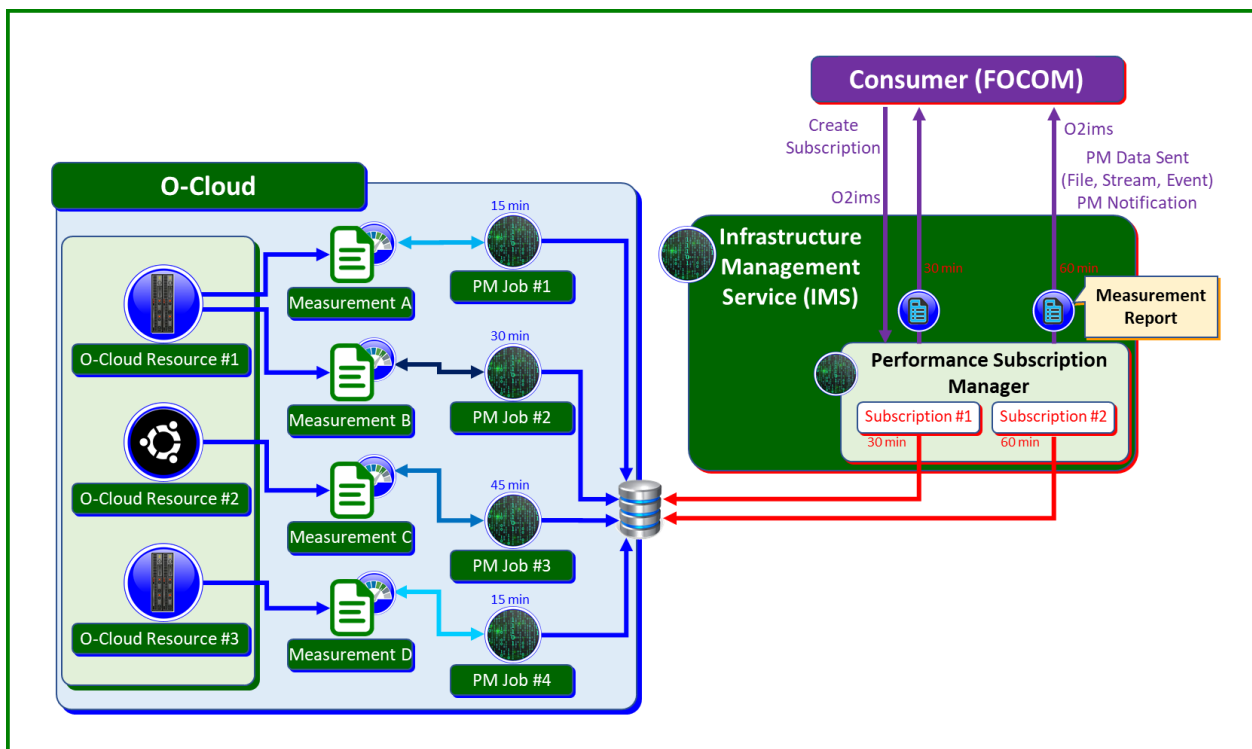 Consumer (FOCOM)
Create
Subscription
O2ims
O2ims
PM Data Sent
(File, Stream, Event)
PM Notification
O-Cloud
O-Cloud Resource #1
O-Cloud Resource #2
O-Cloud Resource #3
Measurement A
Measurement B
Measurement C
Measurement D
15 min
PM Job #1
30 min
PM Job #2
45 min
PM Job #3
15 min
PM Job #4
Infrastructure
Management
Service (IMS)
30 min
60 min
Measurement
Report
Performance Subscription
Manager
Subscription #1
Subscription #2
30 min
60 min